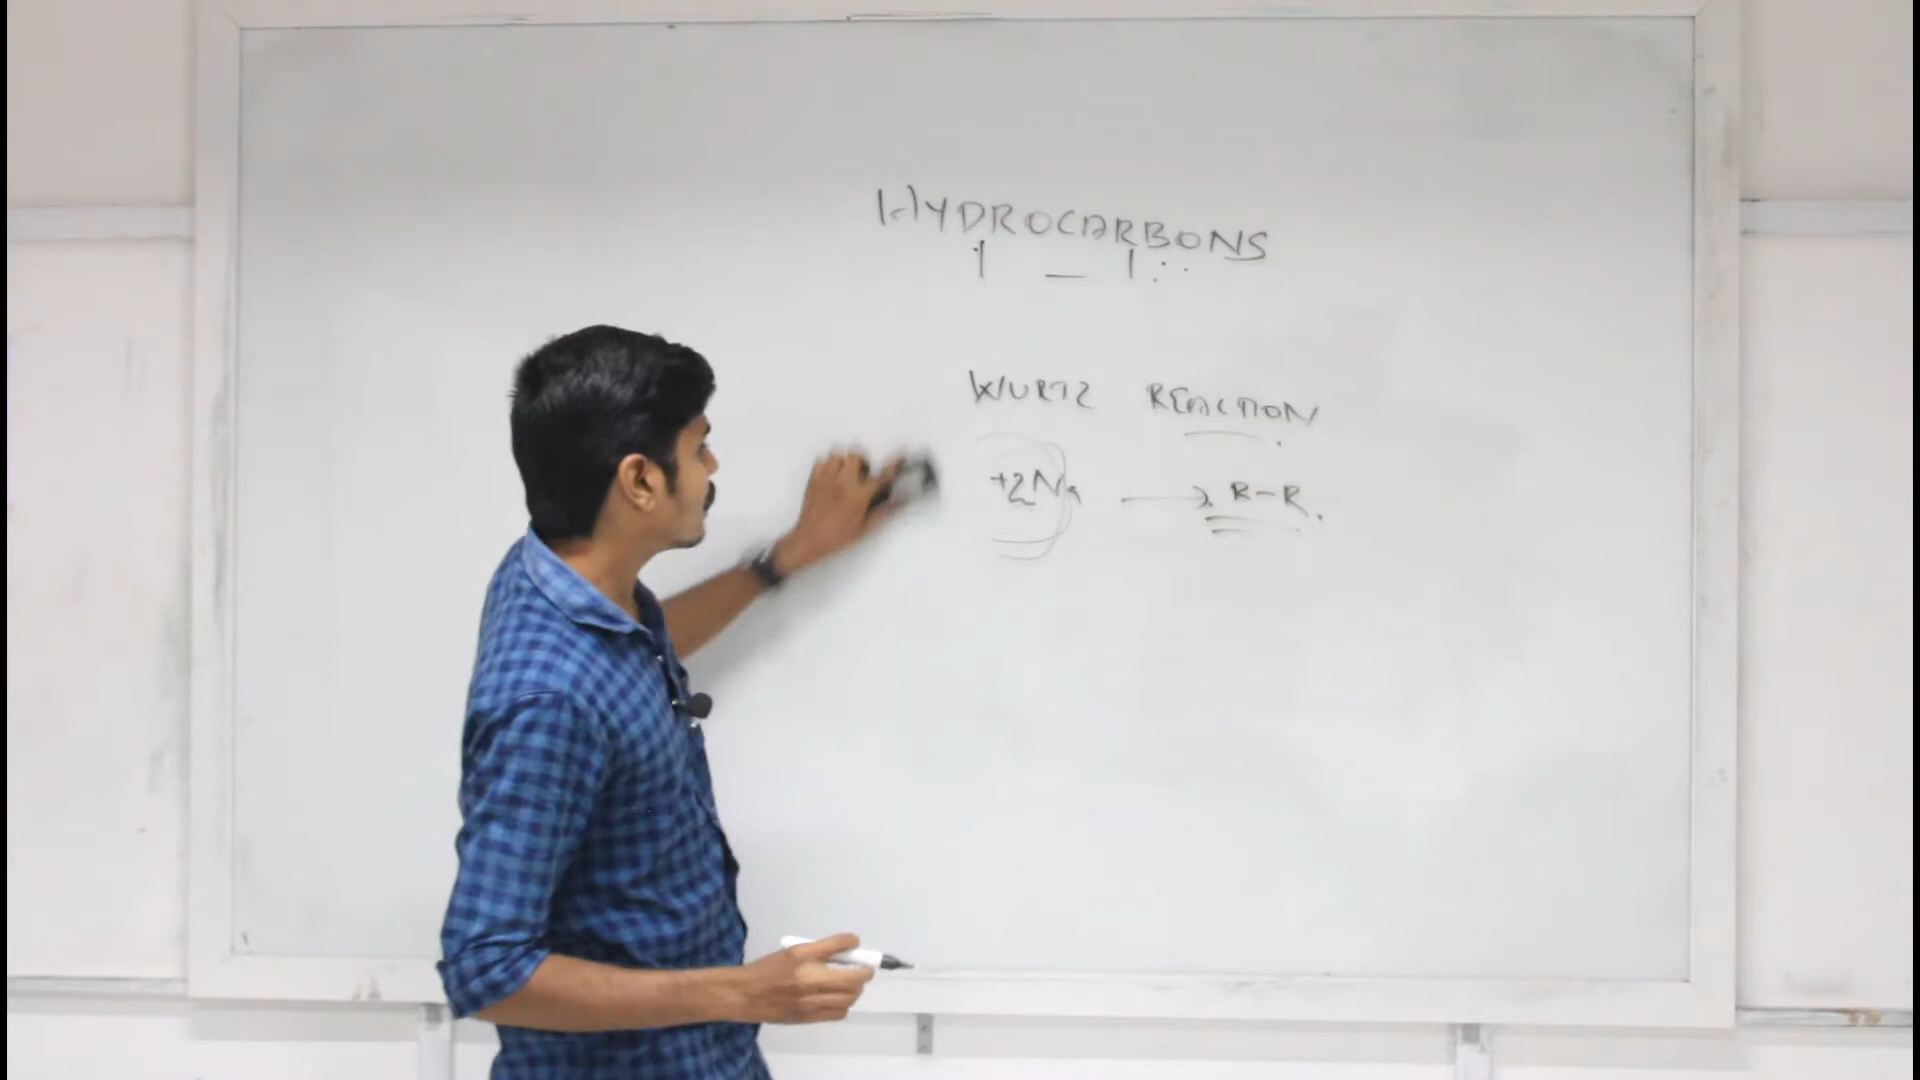 HYDROCARBONS
WURTZ REACTION
+2Na → R-R.